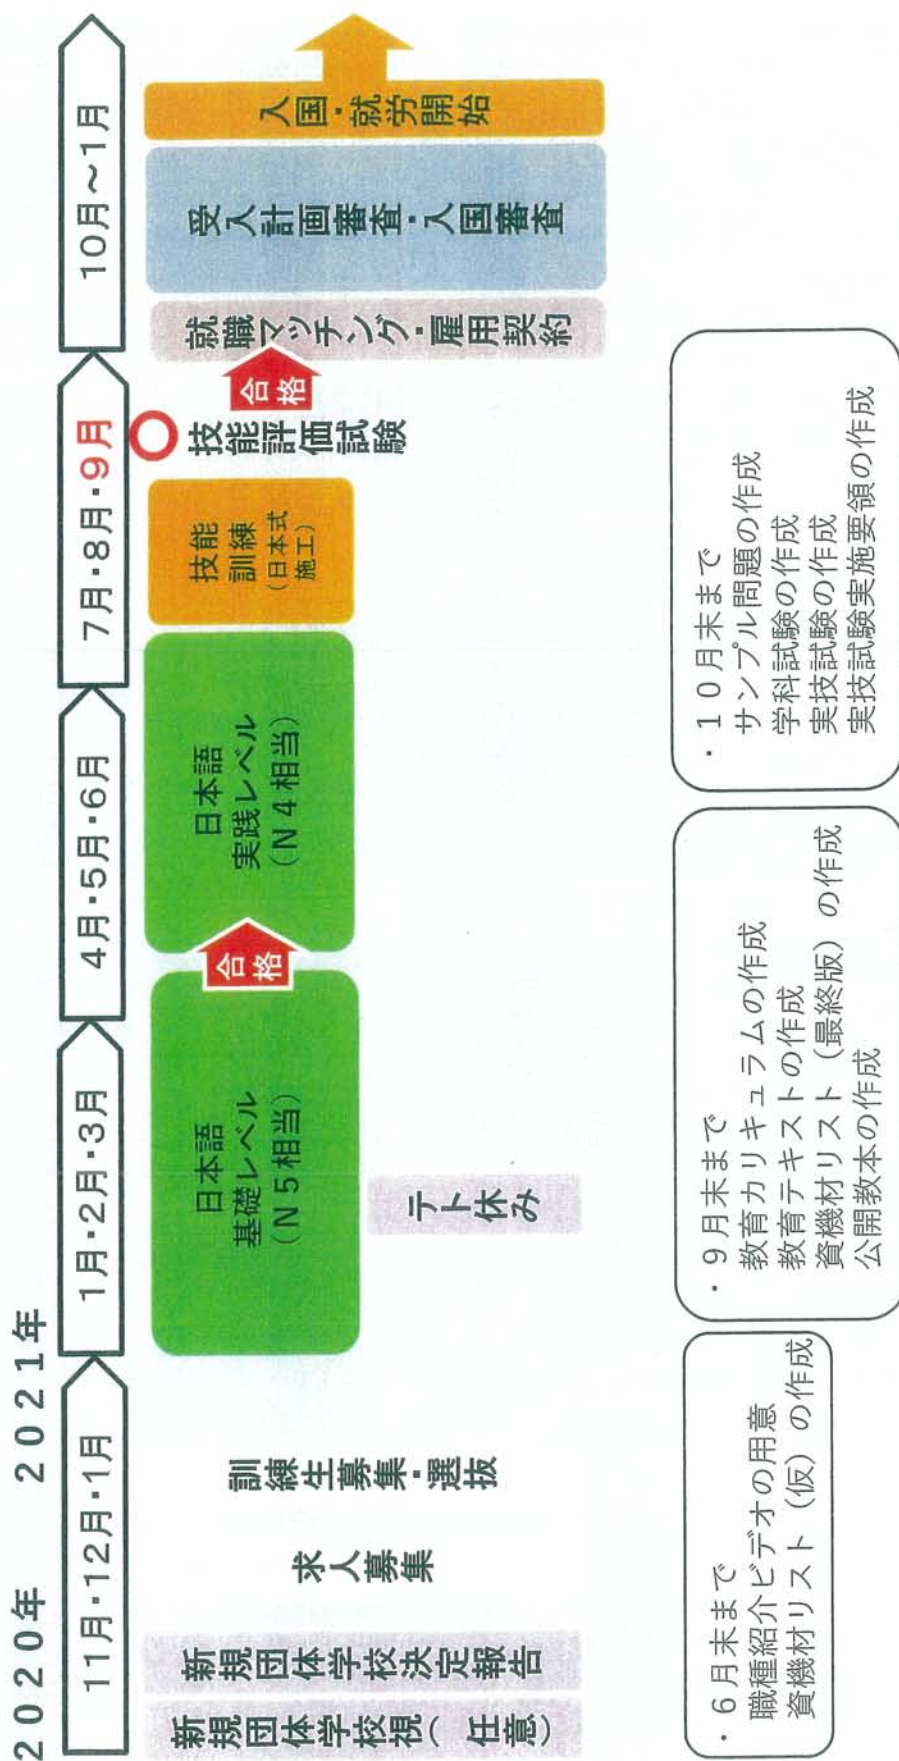 2020年　2021年
11月・12月・1月
1月・2月・3月
4月・5月・6月
7月・8月・9月
10月～1月
新規団体学校視(　任意)
新規団体学校決定報告
求人募集
訓練生募集・選抜
日本語
基礎レベル
(N5相当)
テト
休み
合格
日本語
実践レベル
(N4相当)
技能
訓練
(日本式
施工)
技能評価試験
合格
就職マッチング・雇用契約
受入計画審査・入国審査
入国・就労開始
・6月末まで
職種紹介ビデオの用意
資機材リスト（仮）の作成
・9月末まで
教育カリキュラムの作成
教育テキストの作成
資機材リスト（最終版）の作成
公開教本の作成
・10月末まで
サンプル問題の作成
学科試験の作成
実技試験の作成
実技試験実施要領の作成